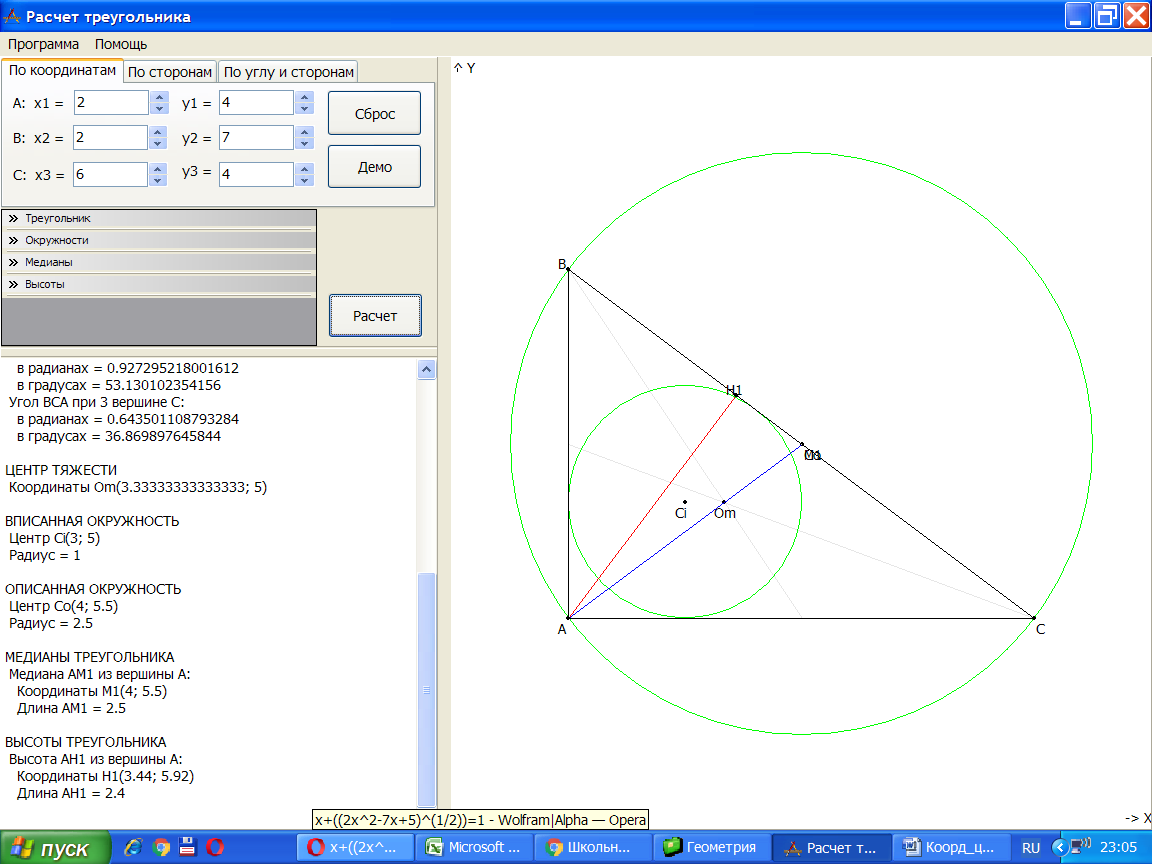 Расчет треугольника
Программа Помощь
По координатам По сторонам По углу и сторонам
A: x1 = 2 y1 = 4 Сброс
B: x2 = 2 y2 = 7 Демо
C: x3 = 6 y3 = 4
Треугольник
Окружности
Медианы
Высоты
Расчет
в радианах = 0.927295218001612
в градусах = 53.130102354156
Угол BCA при 3 вершине C:
в радианах = 0.643501108793284
в градусах = 36.869897645844
ЦЕНТР ТЯЖЕСТИ
Координаты Om(3.33333333333333; 5)
ВПИСАННАЯ ОКРУЖНОСТЬ
Центр Ci(3; 5)
Радиус = 1
ОПИСАННАЯ ОКРУЖНОСТЬ
Центр Co(4; 5.5)
Радиус = 2.5
МЕДИАНЫ ТРЕУГОЛЬНИКА
Медиана AM1 из вершины A:
Координаты M1(4; 5.5)
Длина AM1 = 2.5
ВЫСОТЫ ТРЕУГОЛЬНИКА
Высота AH1 из вершины A:
Координаты H1(3.44; 5.92)
Длина AH1 = 2.4
^ Y
B
H1
Ci Om
A C
-> X
x+((2x^2-7x+5)^(1/2))=1 - Wolfram|Alpha — Opera
пуск x+((2x^... Microsoft ... Школьн... Геометрия Расчет т... Коорд_ц... RU 23:05